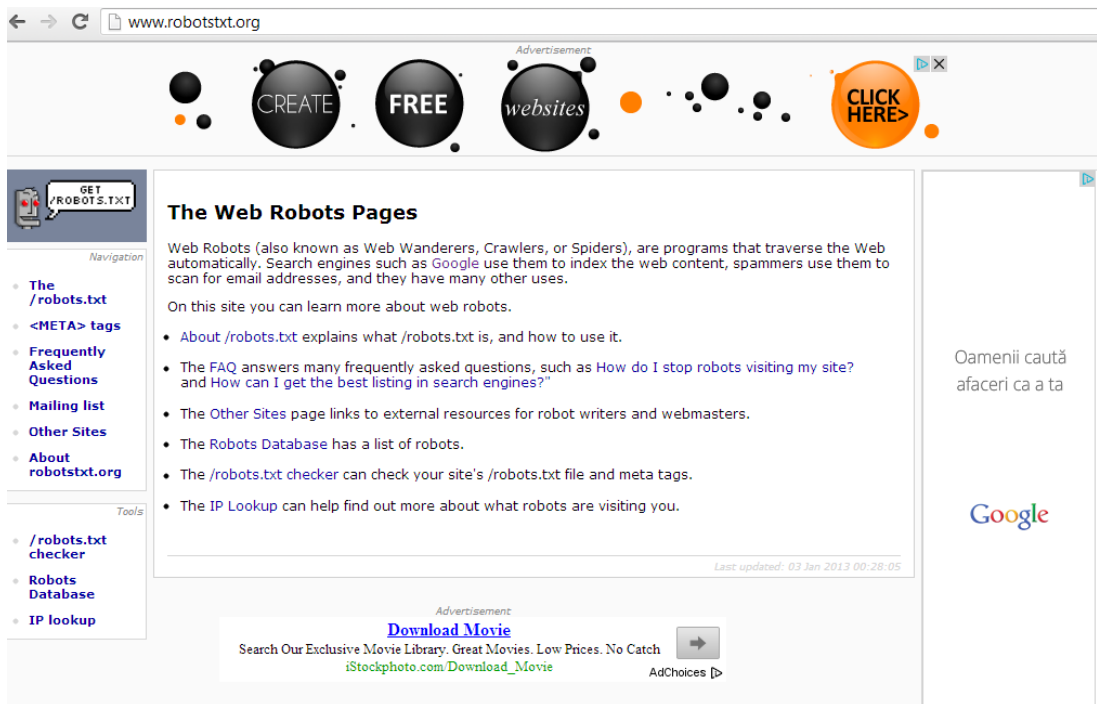 www.robotstxt.org
Advertisement
CREATE
FREE
websites
CLICK
HERE>
GET
/ROBOTS.TXT
Navigation
The
/robots.txt
<META> tags
Frequently
Asked
Questions
Mailing list
Other Sites
About
robotstxt.org
Tools
/robots.txt
checker
Robots
Database
IP lookup
The Web Robots Pages
Web Robots (also known as Web Wanderers, Crawlers, or Spiders), are programs that traverse the Web
automatically. Search engines such as Google use them to index the web content, spammers use them to
scan for email addresses, and they have many other uses.
On this site you can learn more about web robots.
• About /robots.txt explains what /robots.txt is, and how to use it.
• The FAQ answers many frequently asked questions, such as How do I stop robots visiting my site?
and How can I get the best listing in search engines?"
• The Other Sites page links to external resources for robot writers and webmasters.
• The Robots Database has a list of robots.
• The /robots.txt checker can check your site's /robots.txt file and meta tags.
• The IP Lookup can help find out more about what robots are visiting you.
Last updated: 03 Jan 2013 00:28:05
Advertisement
Download Movie
Search Our Exclusive Movie Library. Great Movies. Low Prices. No Catch
iStockphoto.com/Download_Movie
AdChoices
Oamenii caută
afaceri ca a ta
Google